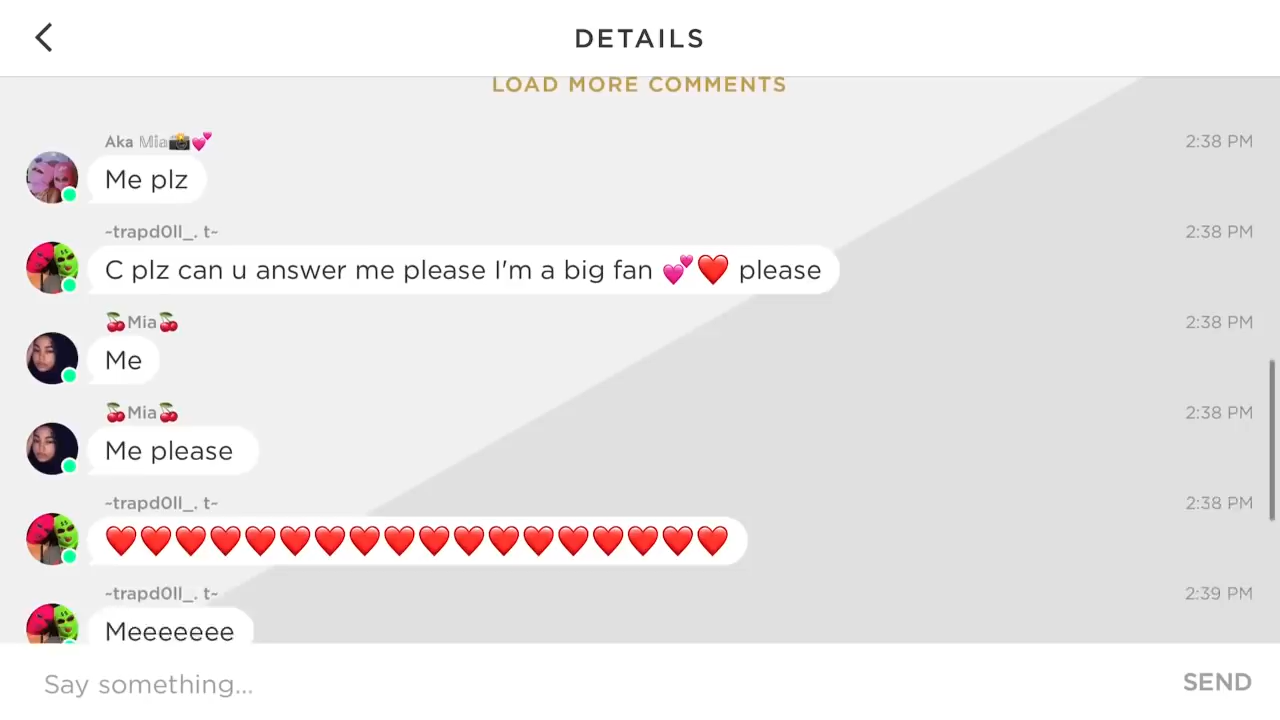 DETAILS
LOAD MORE COMMENTS
Aka Mia📸💕 2:38 PM
Me plz
~trapd0ll_. t~ 2:38 PM
C plz can u answer me please I'm a big fan 💕❤️ please
🍒Mia🍒 2:38 PM
Me
🍒Mia🍒 2:38 PM
Me please
~trapd0ll_. t~ 2:38 PM
❤️❤️❤️❤️❤️❤️❤️❤️❤️❤️❤️❤️❤️❤️❤️❤️❤️❤️
~trapd0ll_. t~ 2:39 PM
Meeeeeee
Say something... SEND